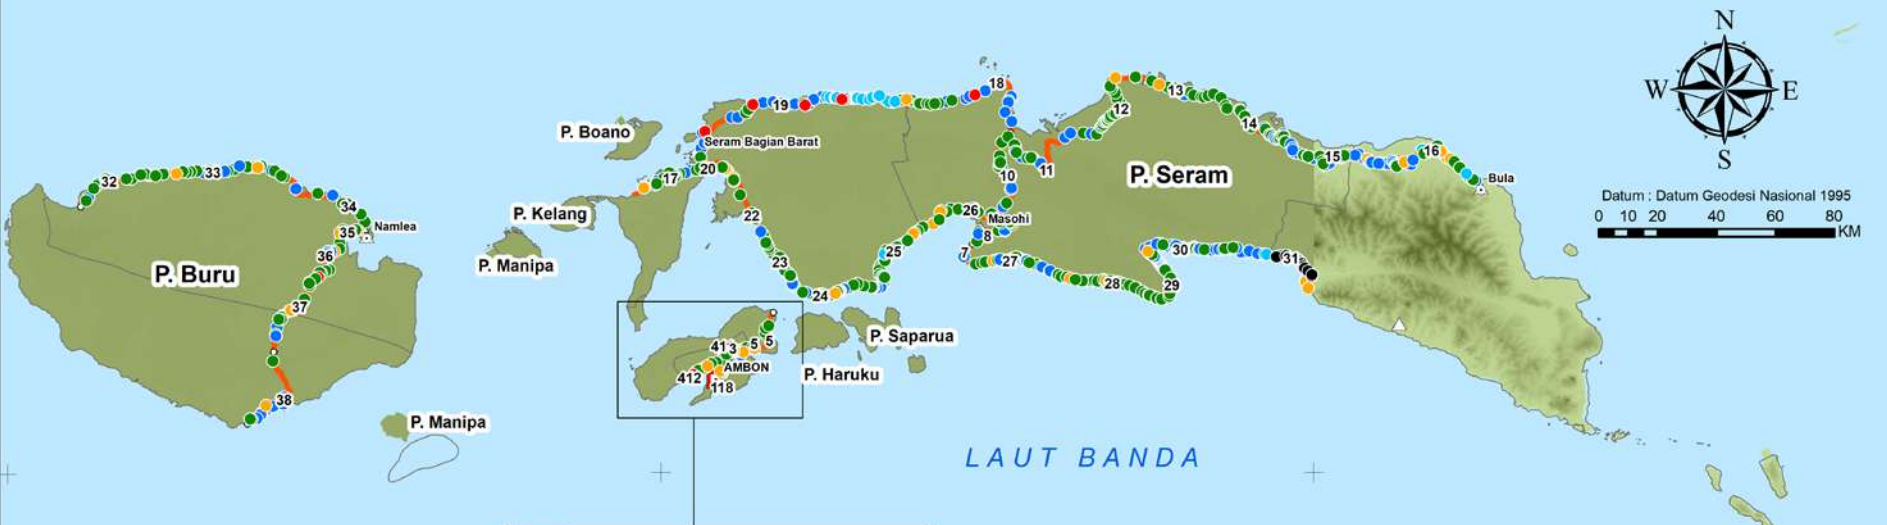 N
W E
S
Datum : Datum Geodesi Nasional 1995
0 10 20 40 60 80
KM
18
13
19
12
P. Boano
14
Seram Bagian Barat
15
16
20
11
32
33
17
10
P. Seram
Bula
34
P. Kelang
22
26
Masohi
Namlea
35
8
36
25
7
30
P. Manipa
23
27
31
P. Buru
28
29
24
37
P. Saparua
41 3 5 5
AMBON
P. Haruku
412
118
38
P. Manipa
LAUT BANDA